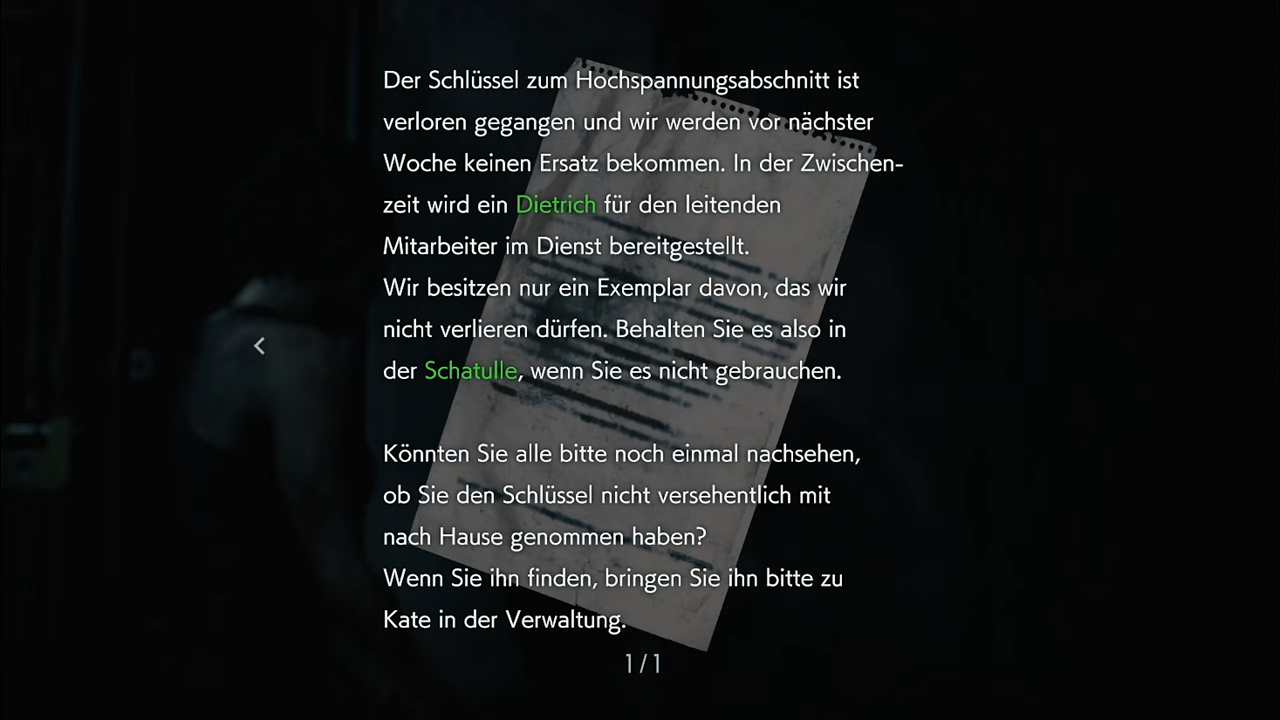 Der Schlüssel zum Hochspannungsabschnitt ist
verloren gegangen und wir werden vor nächster
Woche keinen Ersatz bekommen. In der Zwischen-
zeit wird ein Dietrich für den leitenden
Mitarbeiter im Dienst bereitgestellt.
Wir besitzen nur ein Exemplar davon, das wir
nicht verlieren dürfen. Behalten Sie es also in
der Schatulle, wenn Sie es nicht gebrauchen.
Könnten Sie alle bitte noch einmal nachsehen,
ob Sie den Schlüssel nicht versehentlich mit
nach Hause genommen haben?
Wenn Sie ihn finden, bringen Sie ihn bitte zu
Kate in der Verwaltung.
1/1